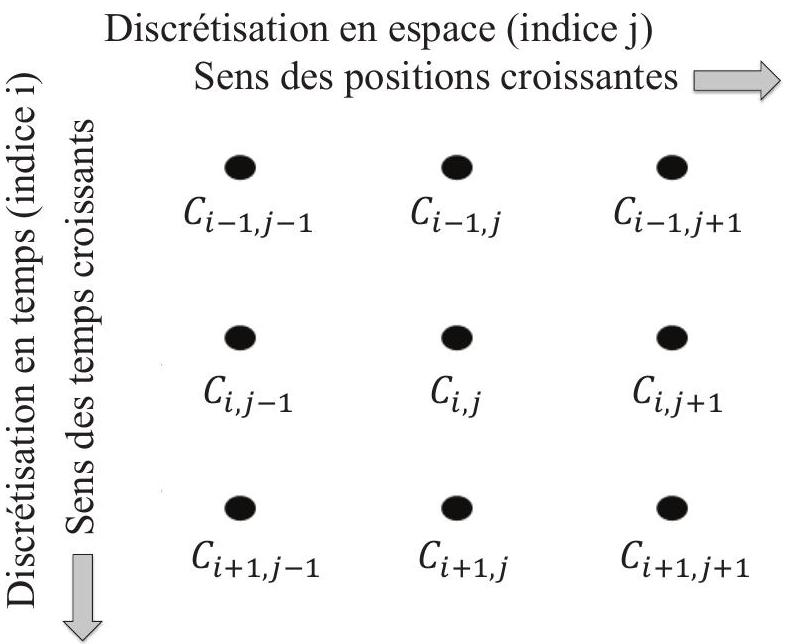 Discrétisation en espace (indice j)
Sens des positions croissantes
Discrétisation en temps (indice i)
Sens des temps croissants
C_{i−1,j−1} C_{i−1,j} C_{i−1,j+1}
C_{i,j−1} C_{i,j} C_{i,j+1}
C_{i+1,j−1} C_{i+1,j} C_{i+1,j+1}